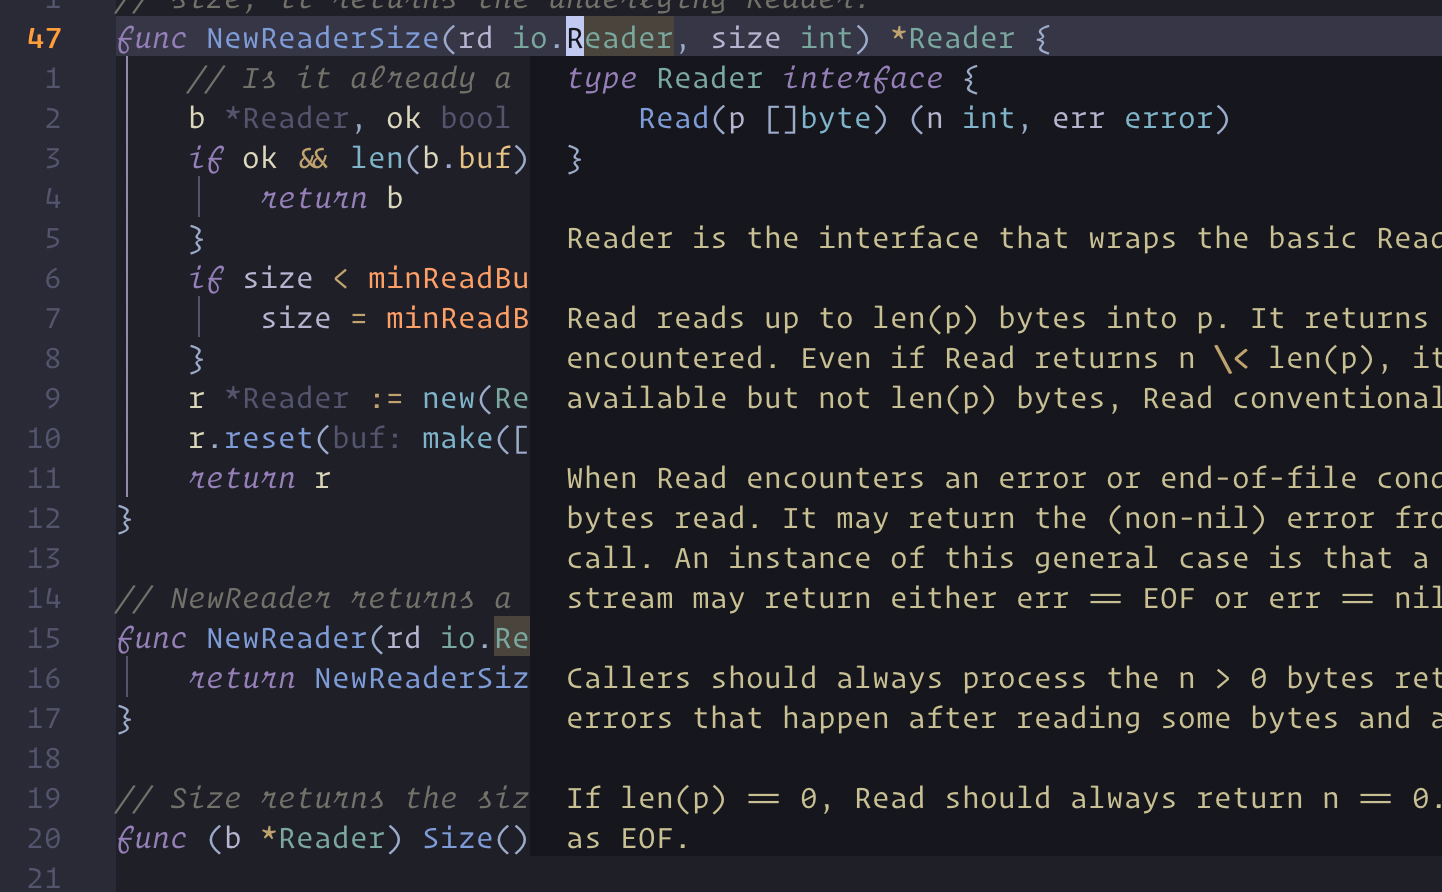 1 // size, it returns the underlying Reader.
47 func NewReaderSize(rd io.Reader, size int) *Reader {
1 // Is it already a
2 b *Reader, ok bool
3 if ok && len(b.buf)
4 return b
5 }
6 if size < minReadBu
7 size = minReadB
8 }
9 r *Reader := new(Re
10 r.reset(buf: make([
11 return r
12 }
13
14 // NewReader returns a
15 func NewReader(rd io.Re
16 return NewReaderSiz
17 }
18
19 // Size returns the siz
20 func (b *Reader) Size()
21
type Reader interface {
Read(p []byte) (n int, err error)
}
Reader is the interface that wraps the basic Read
Read reads up to len(p) bytes into p. It returns
encountered. Even if Read returns n \< len(p), it
available but not len(p) bytes, Read conventional
When Read encounters an error or end-of-file cond
bytes read. It may return the (non-nil) error fro
call. An instance of this general case is that a
stream may return either err == EOF or err == nil
Callers should always process the n > 0 bytes ret
errors that happen after reading some bytes and a
If len(p) == 0, Read should always return n == 0.
as EOF.